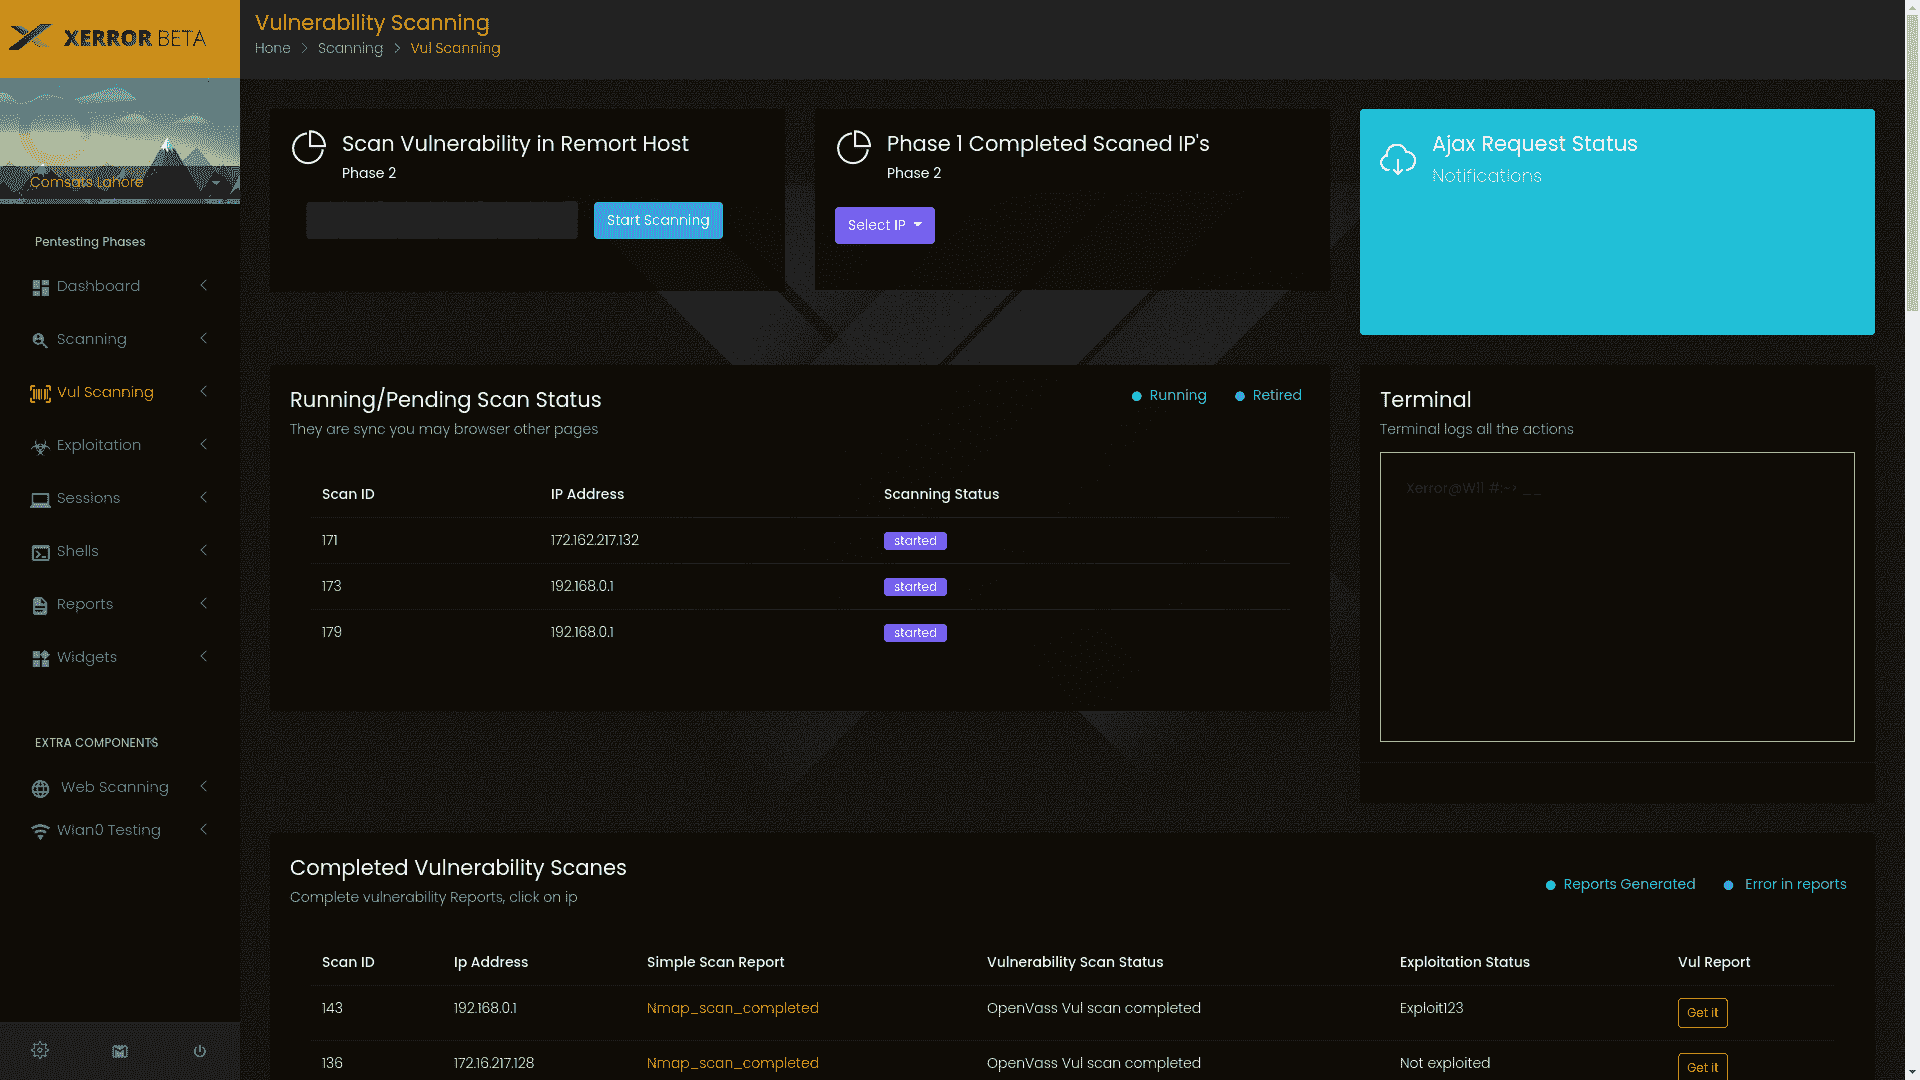 XERROR BETA
Vulnerability Scanning
Home > Scanning > Vul Scanning
Comsats Lahore
Pentesting Phases
Dashboard
Scanning
Vul Scanning
Exploitation
Sessions
Shells
Reports
Widgets
EXTRA COMPONENTS
Web Scanning
Wlan0 Testing
Scan Vulnerability in Remort Host
Phase 2
Start Scanning
Phase 1 Completed Scaned IP's
Phase 2
Select IP
Ajax Request Status
Notifications
Running/Pending Scan Status
They are sync you may browser other pages
Running Retired
Scan ID IP Address Scanning Status
171 172.162.217.132 started
173 192.168.0.1 started
179 192.168.0.1 started
Terminal
Terminal logs all the actions
Xerror@W11 #:~› __
Completed Vulnerability Scanes
Complete vulnerability Reports, click on ip
Reports Generated Error in reports
Scan ID Ip Address Simple Scan Report Vulnerability Scan Status Exploitation Status Vul Report
143 192.168.0.1 Nmap_scan_completed OpenVass Vul scan completed Exploit123 Get it
136 172.16.217.128 Nmap_scan_completed OpenVass Vul scan completed Not exploited Get it